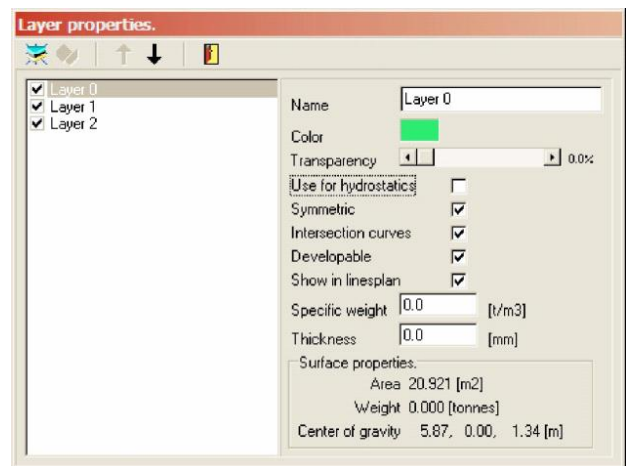 Layer properties.
Layer 0
Layer 1
Layer 2
Name Layer 0
Color
Transparency 0.0%
Use for hydrostatics
Symmetric
Intersection curves
Developable
Show in linesplan
Specific weight 0.0 [t/m3]
Thickness 0.0 [mm]
Surface properties.
Area 20.921 [m2]
Weight 0.000 [tonnes]
Center of gravity 5.87, 0.00, 1.34 [m]